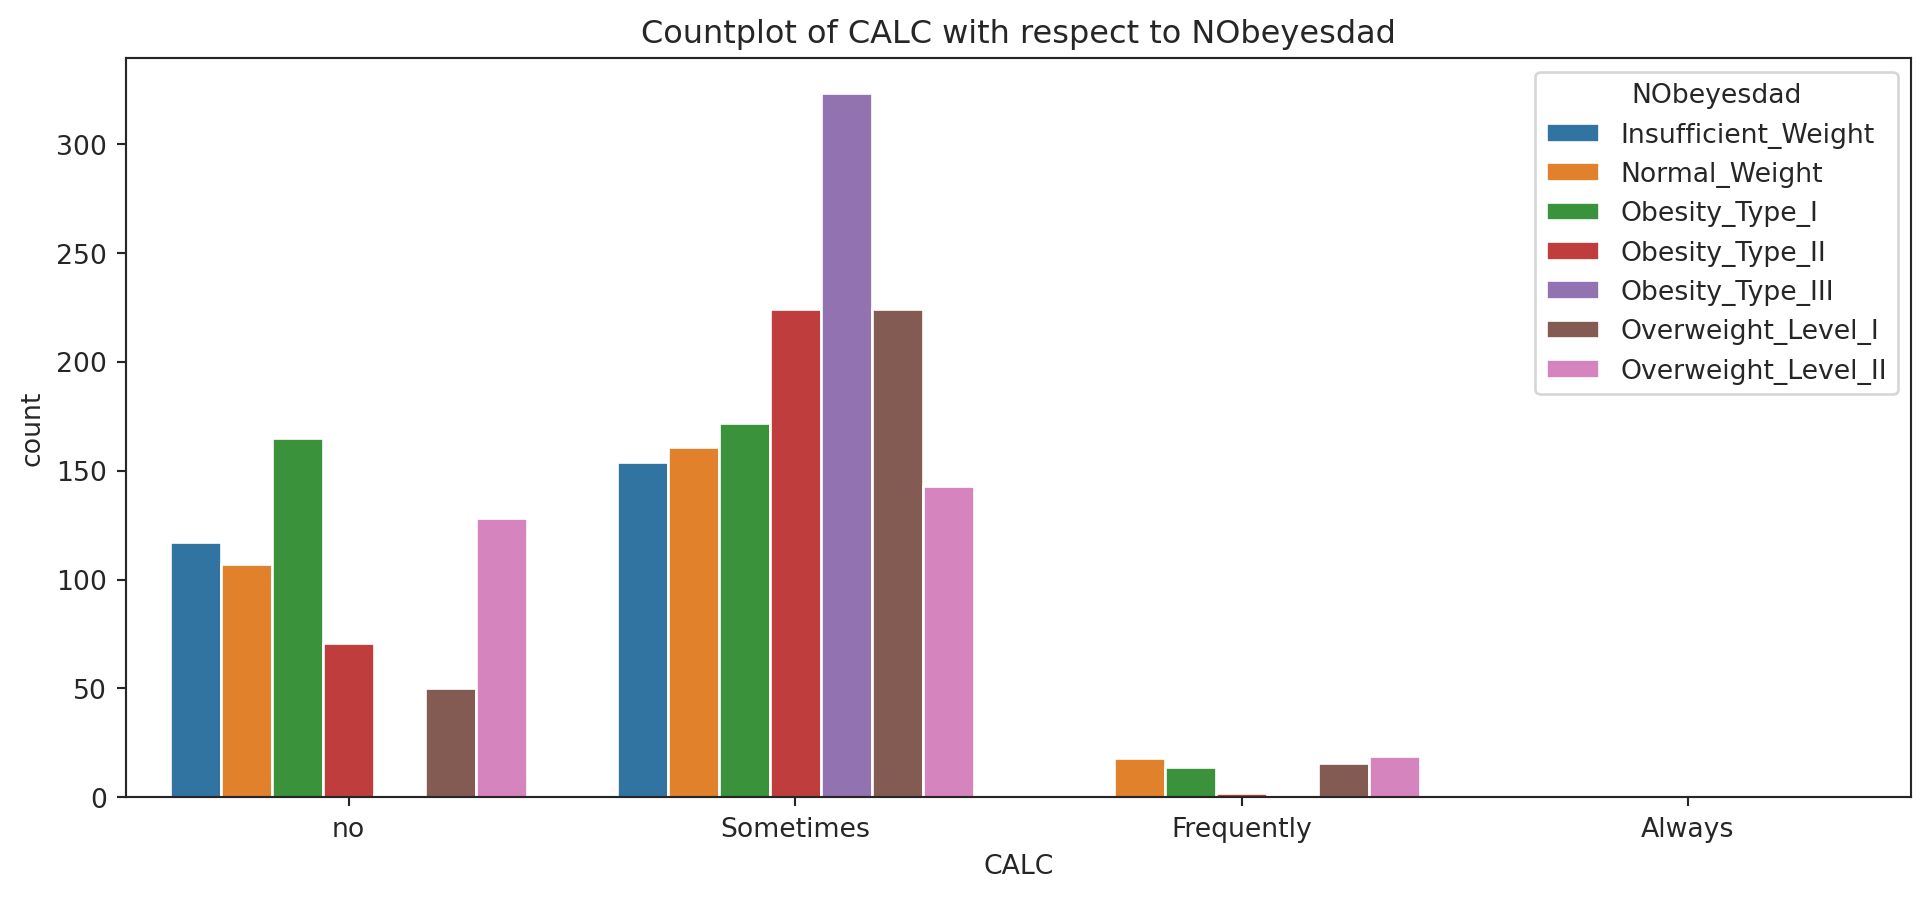 Countplot of CALC with respect to NObeyesdad
NObeyesdad
Insufficient_Weight
Normal_Weight
Obesity_Type_I
Obesity_Type_II
Obesity_Type_III
Overweight_Level_I
Overweight_Level_II
count
300
250
200
150
100
50
0
no
Sometimes
Frequently
Always
CALC